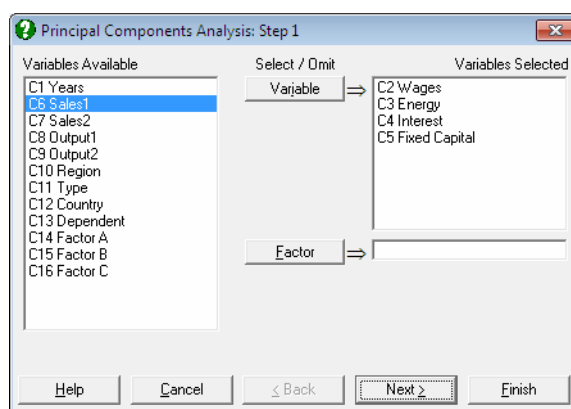 Principal Components Analysis: Step 1
Variables Available
Select / Omit
Variables Selected
C1 Years
C6 Sales1
C7 Sales2
C8 Output1
C9 Output2
C10 Region
C11 Type
C12 Country
C13 Dependent
C14 Factor A
C15 Factor B
C16 Factor C
Variable
C2 Wages
C3 Energy
C4 Interest
C5 Fixed Capital
Factor
Help
Cancel
< Back
Next >
Finish